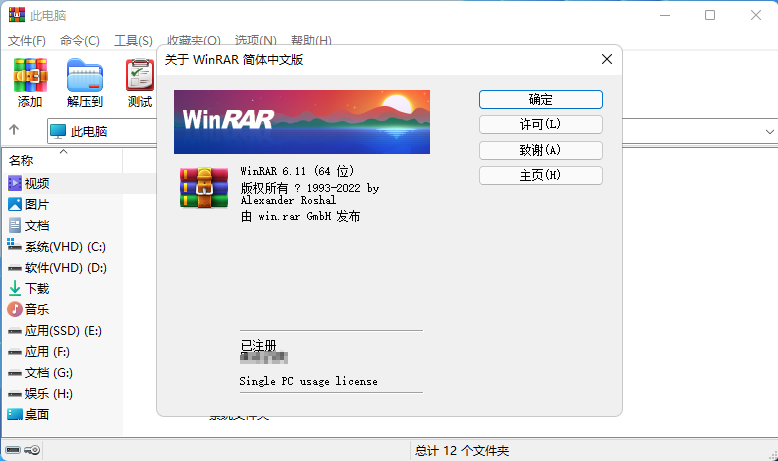 此电脑
文件(F) 命令(C) 工具(S) 收藏夹(O) 选项(N) 帮助(H)
关于 WinRAR 简体中文版
添加 解压到 测试
此电脑
名称
视频
图片
文档
系统(VHD) (C:)
软件(VHD) (D:)
下载
音乐
应用(SSD) (E:)
应用 (F:)
文档 (G:)
娱乐 (H:)
桌面
WinRAR
WinRAR 6.11 (64 位)
版权所有 ? 1993-2022 by
Alexander Roshal
由 win.rar GmbH 发布
已注册
Single PC usage license
确定
许可(L)
致谢(A)
主页(H)
系统文件夹
总计 12 个文件夹